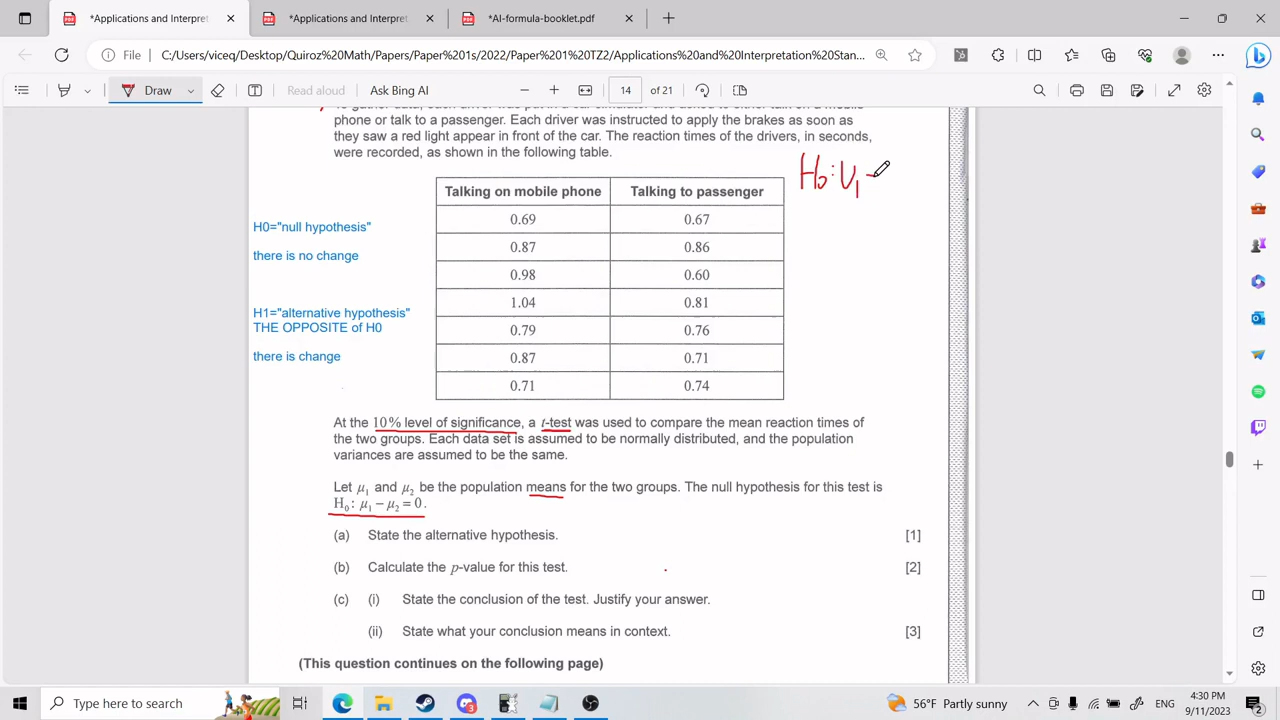 *Applications and Interpret
*Applications and Interpret
*AI-formula-booklet.pdf
File
C:/Users/viceq/Desktop/Quiroz%20Math/Papers/Paper%201s/2022/Paper%201%20TZ2/Applications%20and%20Interpretation%20Stan...
Draw
Read aloud
Ask Bing AI
14
of 21
phone or talk to a passenger. Each driver was instructed to apply the brakes as soon as
they saw a red light appear in front of the car. The reaction times of the drivers, in seconds,
were recorded, as shown in the following table.
H₀: U₁ -
Talking on mobile phone Talking to passenger
0.69 0.67
0.87 0.86
0.98 0.60
1.04 0.81
0.79 0.76
0.87 0.71
0.71 0.74
H0="null hypothesis"
there is no change
H1="alternative hypothesis"
THE OPPOSITE of H0
there is change
At the 10% level of significance, a t-test was used to compare the mean reaction times of
the two groups. Each data set is assumed to be normally distributed, and the population
variances are assumed to be the same.
Let μ₁ and μ₂ be the population means for the two groups. The null hypothesis for this test is
H₀: μ₁ − μ₂ = 0.
(a) State the alternative hypothesis. [1]
(b) Calculate the p-value for this test. [2]
(c) (i) State the conclusion of the test. Justify your answer.
(ii) State what your conclusion means in context. [3]
(This question continues on the following page)
Type here to search
3
56°F Partly sunny
ENG
4:30 PM
9/11/2023
2